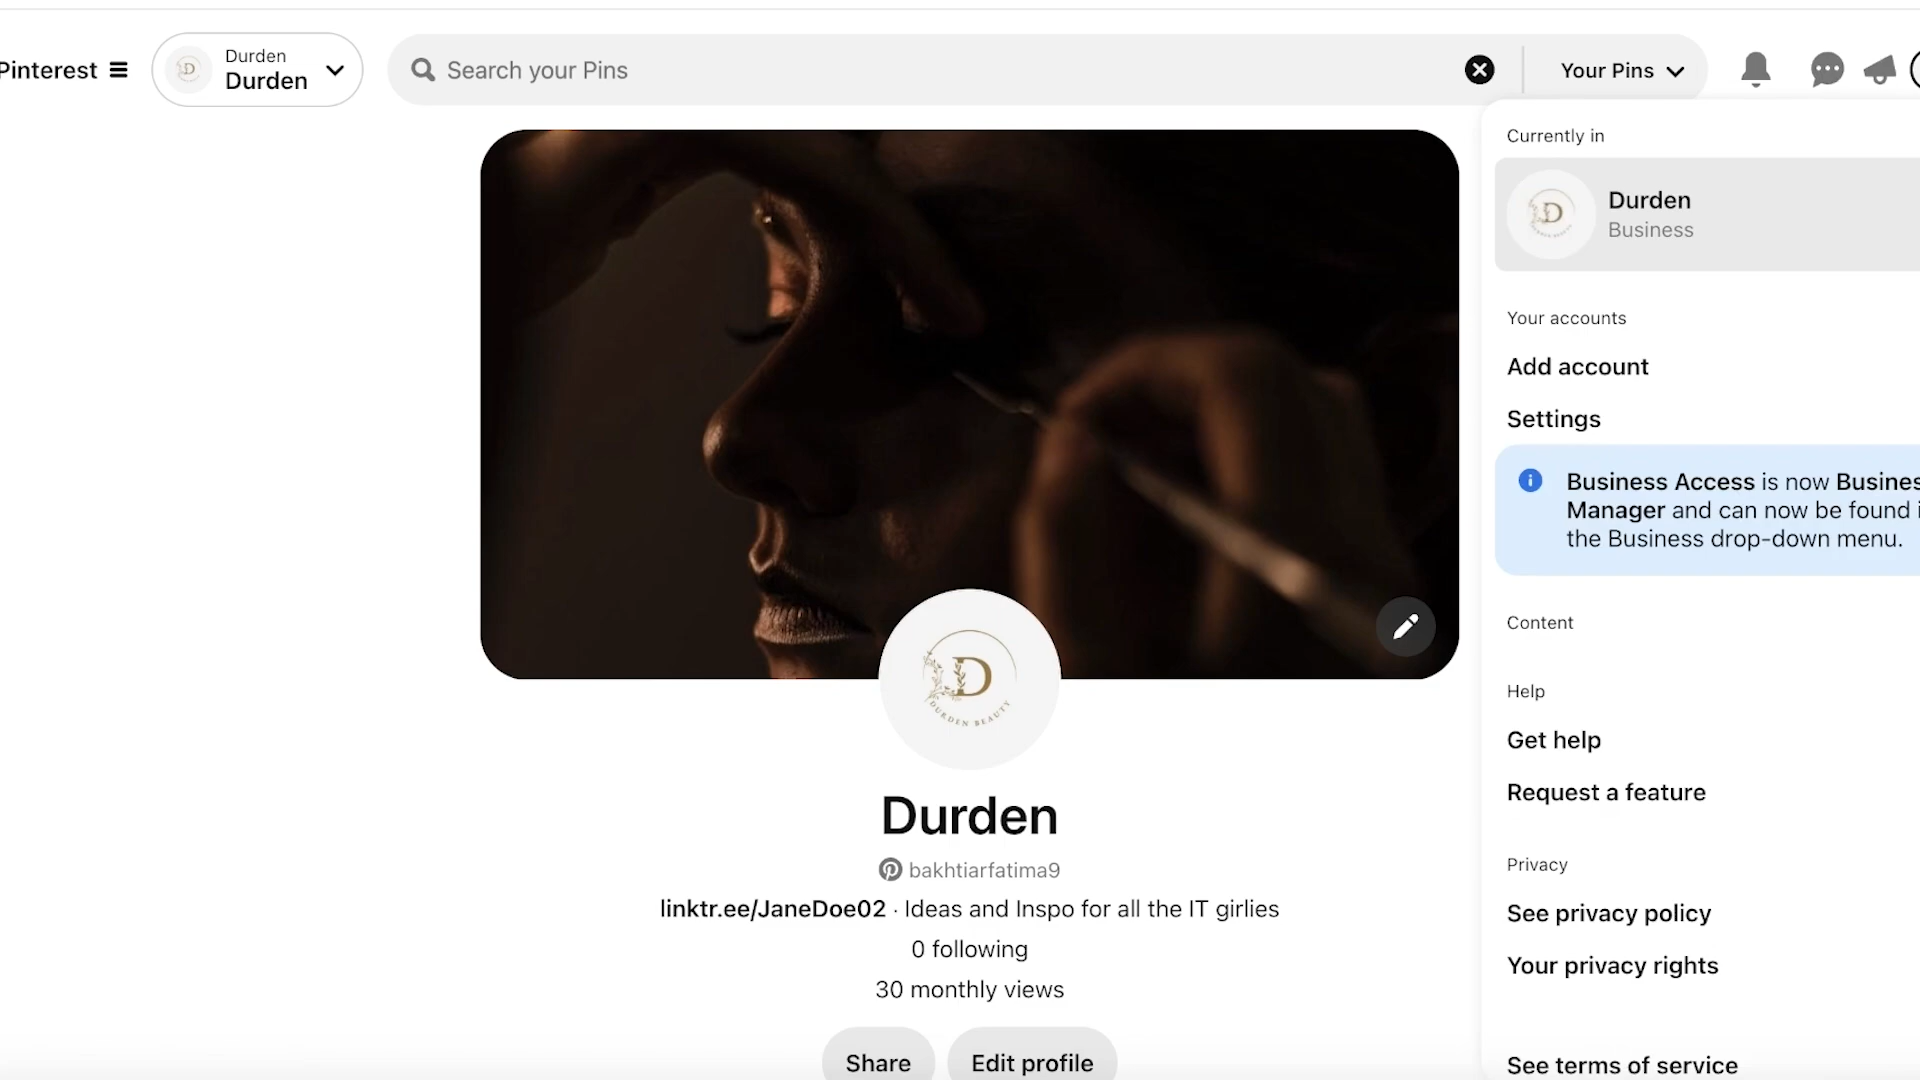 Pinterest
Durden
Durden
Search your Pins
Your Pins
Currently in
Durden
Business
Your accounts
Add account
Settings
Business Access is now Busines
Manager and can now be found i
the Business drop-down menu.
Content
Help
Get help
Request a feature
Privacy
See privacy policy
Your privacy rights
See terms of service
D
DURDEN BEAUTY
Durden
bakhtiarfatima9
linktr.ee/JaneDoe02 · Ideas and Inspo for all the IT girlies
0 following
30 monthly views
Share
Edit profile